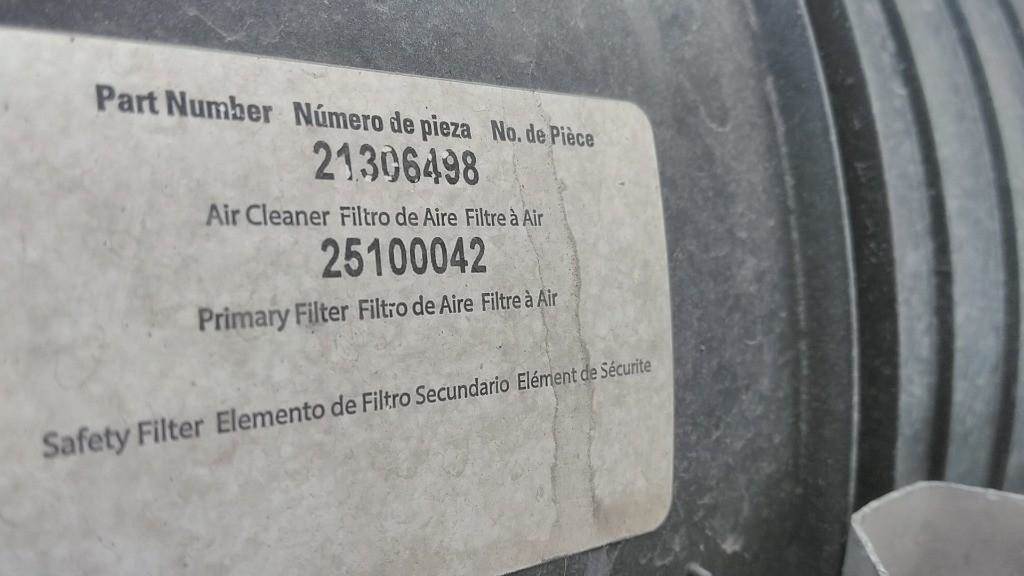 Part Number Número de pieza No. de Pièce
21306498
Air Cleaner Filtro de Aire Filtre à Air
25100042
Primary Filter Filtro de Aire Filtre à Air
Safety Filter Elemento de Filtro Secundario Elément de Sécurite